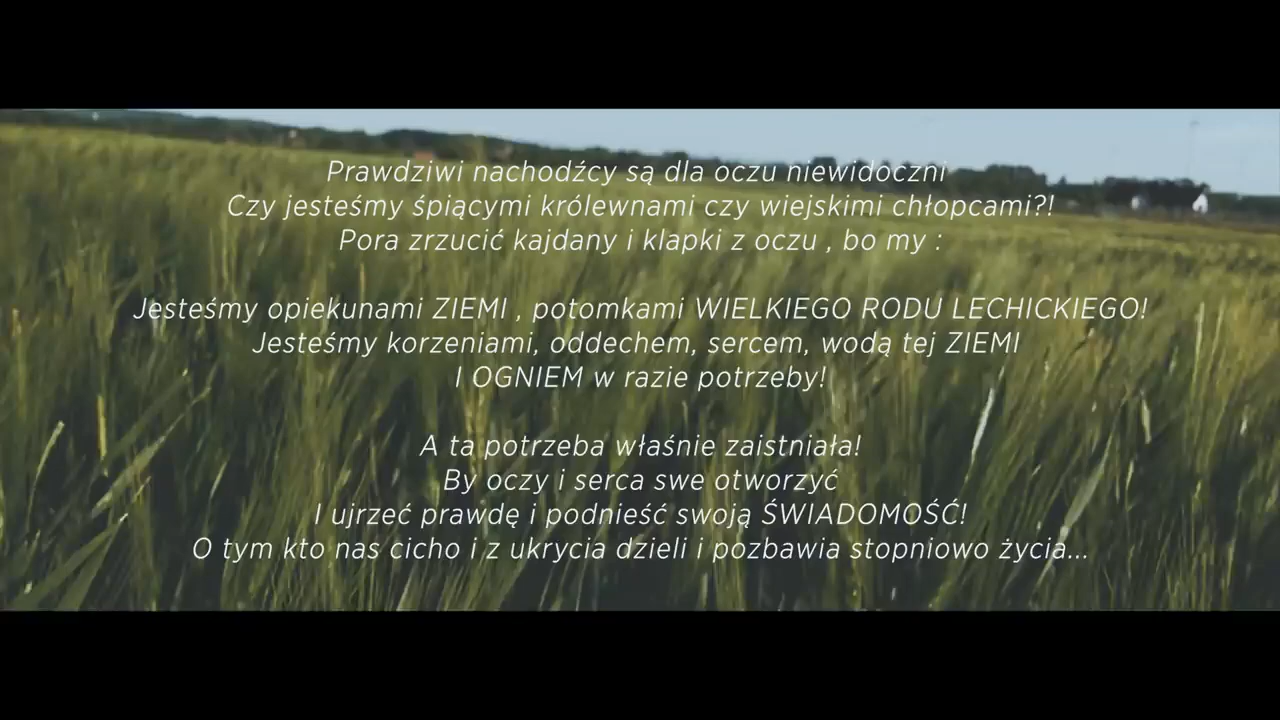 Prawdziwi nachodźcy są dla oczu niewidoczni
Czy jesteśmy śpiącymi królewnami czy wiejskimi chłopcami?!
Pora zrzucić kajdany i klapki z oczu , bo my :
Jesteśmy opiekunami ZIEMI , potomkami WIELKIEGO RODU LECHICKIEGO!
Jesteśmy korzeniami, oddechem, sercem, wodą tej ZIEMI
I OGNIEM w razie potrzeby!
A ta potrzeba właśnie zaistniała!
By oczy i serca swe otworzyć
I ujrzeć prawdę i podnieść swoją ŚWIADOMOŚĆ!
O tym kto nas cicho i z ukrycia dzieli i pozbawia stopniowo życia...